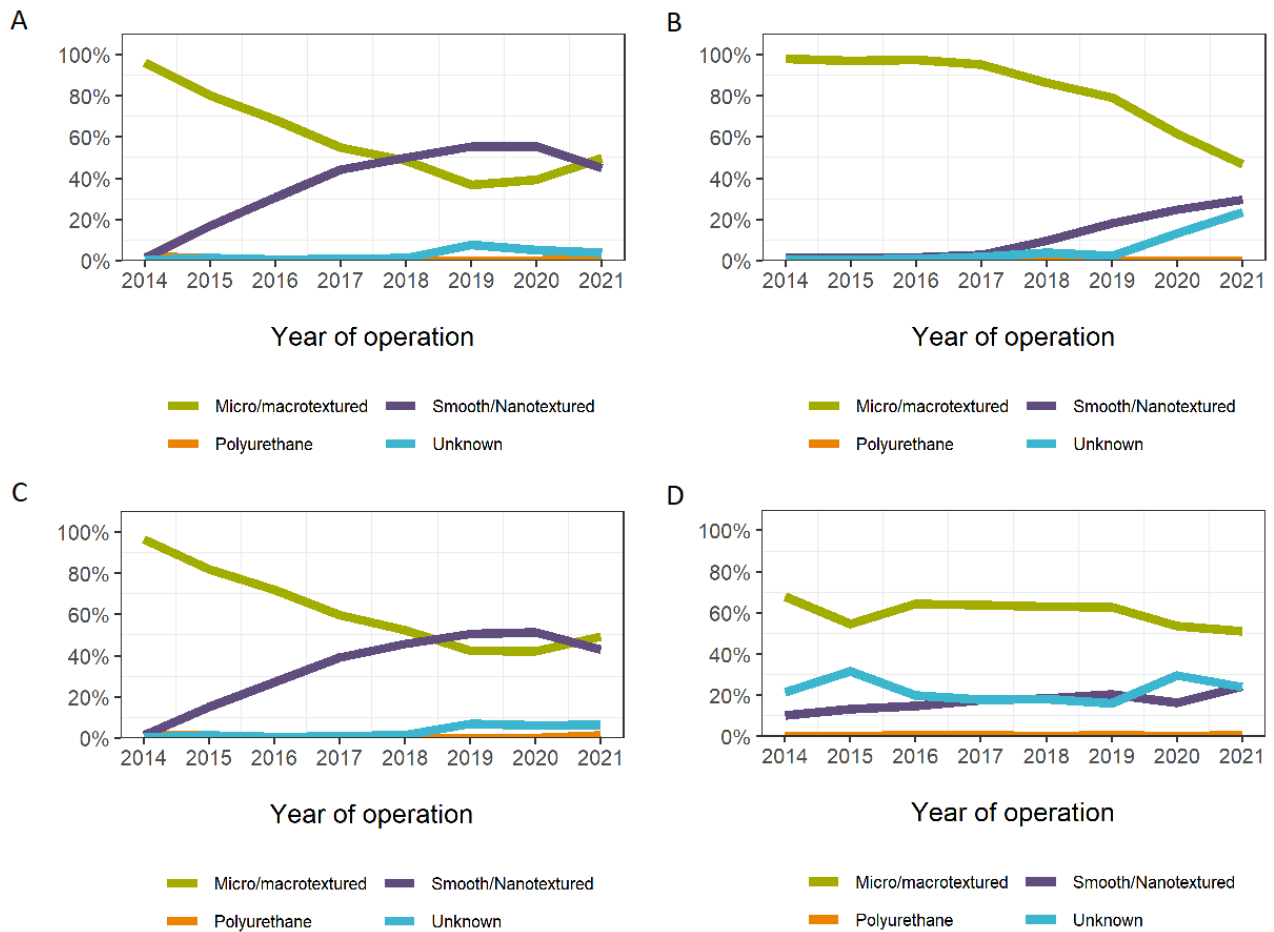 A
100%
80%
60%
40%
20%
0%
2014 2015 2016 2017 2018 2019 2020 2021
Year of operation
Micro/macrotextured Smooth/Nanotextured
Polyurethane Unknown
B
100%
80%
60%
40%
20%
0%
2014 2015 2016 2017 2018 2019 2020 2021
Year of operation
Micro/macrotextured Smooth/Nanotextured
Polyurethane Unknown
C
100%
80%
60%
40%
20%
0%
2014 2015 2016 2017 2018 2019 2020 2021
Year of operation
Micro/macrotextured Smooth/Nanotextured
Polyurethane Unknown
D
100%
80%
60%
40%
20%
0%
2014 2015 2016 2017 2018 2019 2020 2021
Year of operation
Micro/macrotextured Smooth/Nanotextured
Polyurethane Unknown